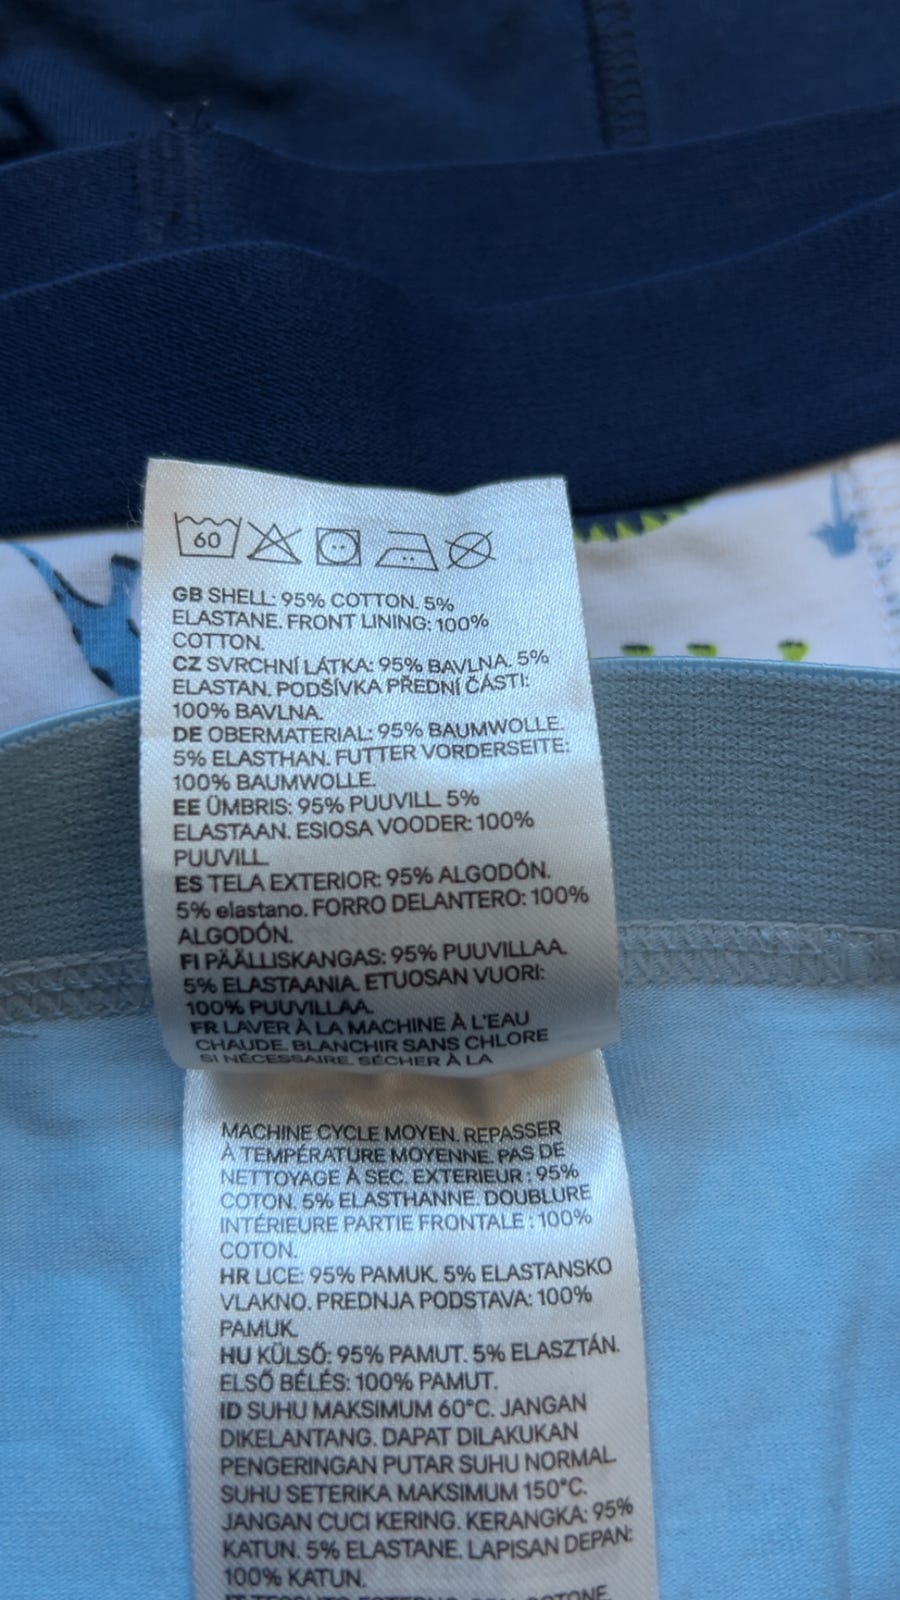 60
GB SHELL: 95% COTTON. 5%
ELASTANE. FRONT LINING: 100%
COTTON.
CZ SVRCHNÍ LÁTKA: 95% BAVLNA. 5%
ELASTAN. PODŠÍVKA PŘEDNÍ ČÁSTI:
100% BAVLNA.
DE OBERMATERIAL: 95% BAUMWOLLE.
5% ELASTHAN. FUTTER VORDERSEITE:
100% BAUMWOLLE.
EE ÜMBRIS: 95% PUUVILL. 5%
ELASTAAN. ESIOSA VOODER: 100%
PUUVILL.
ES TELA EXTERIOR: 95% ALGODÓN.
5% elastano. FORRO DELANTERO: 100%
ALGODÓN.
FI PÄÄLLISKANGAS: 95% PUUVILLAA.
5% ELASTAANIA. ETUOSAN VUORI:
100% PUUVILLAA.
FR LAVER À LA MACHINE À L'EAU
CHAUDE. BLANCHIR SANS CHLORE
SI NÉCESSAIRE. SÉCHER À LA
MACHINE CYCLE MOYEN. REPASSER
À TEMPÉRATURE MOYENNE. PAS DE
NETTOYAGE À SEC. EXTERIEUR : 95%
COTON. 5% ELASTHANNE. DOUBLURE
INTÉRIEURE PARTIE FRONTALE : 100%
COTON.
HR LICE: 95% PAMUK. 5% ELASTANSKO
VLAKNO. PREDNJA PODSTAVA: 100%
PAMUK.
HU KÜLSŐ: 95% PAMUT. 5% ELASZTÁN.
ELSŐ BÉLÉS: 100% PAMUT.
ID SUHU MAKSIMUM 60°C. JANGAN
DIKELANTANG. DAPAT DILAKUKAN
PENGERINGAN PUTAR SUHU NORMAL.
SUHU SETERIKA MAKSIMUM 150°C.
JANGAN CUCI KERING. KERANGKA: 95%
KATUN. 5% ELASTANE. LAPISAN DEPAN:
100% KATUN.